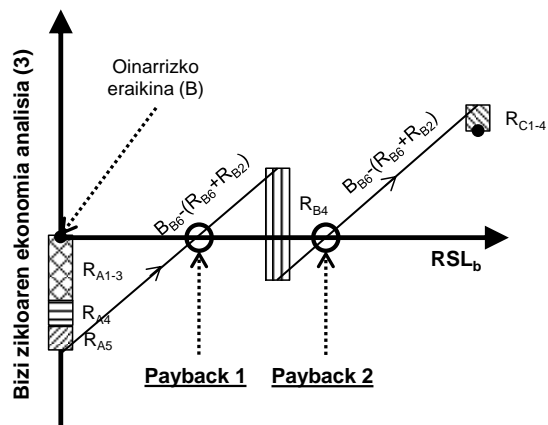 Bizi zikloaren ekonomia analisia (3)
Oinarrizko
eraikina (B)
B_B6-(R_B6+R_B2)
B_B6-(R_B6+R_B2)
R_C1-4
R_B4
R_A1-3
RSL_b
R_A4
R_A5
Payback 1
Payback 2